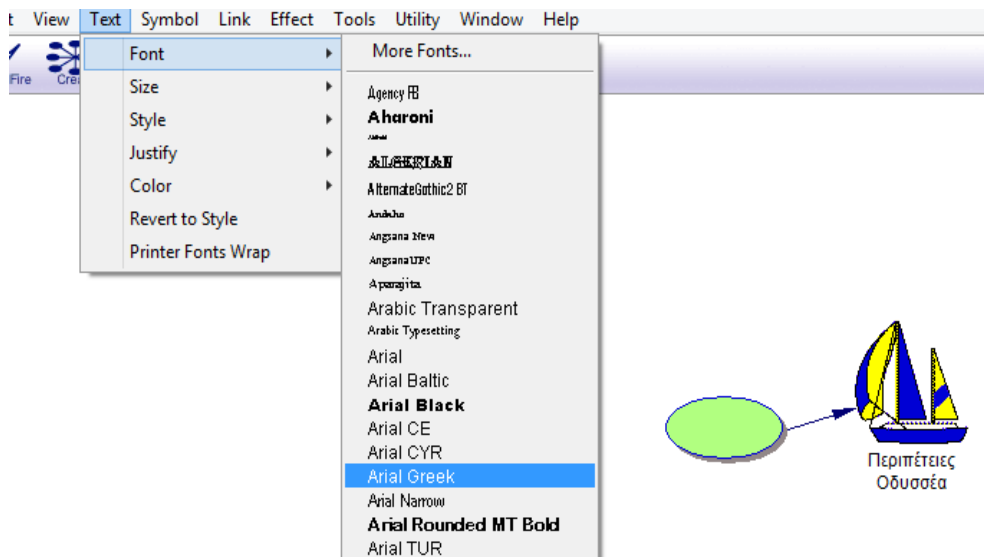 t View Text Symbol Link Effect Tools Utility Window Help
Fire Crea
Font
Size
Style
Justify
Color
Revert to Style
Printer Fonts Wrap
More Fonts...
Agency FB
Aharoni
ALGERIAN
AlternateGothic2 BT
Andalus
Angsana New
AngsanaUPC
Aparajita
Arabic Transparent
Arabic Typesetting
Arial
Arial Baltic
Arial Black
Arial CE
Arial CYR
Arial Greek
Arial Narrow
Arial Rounded MT Bold
Arial TUR
Περιπέτειες
Οδυσσέα